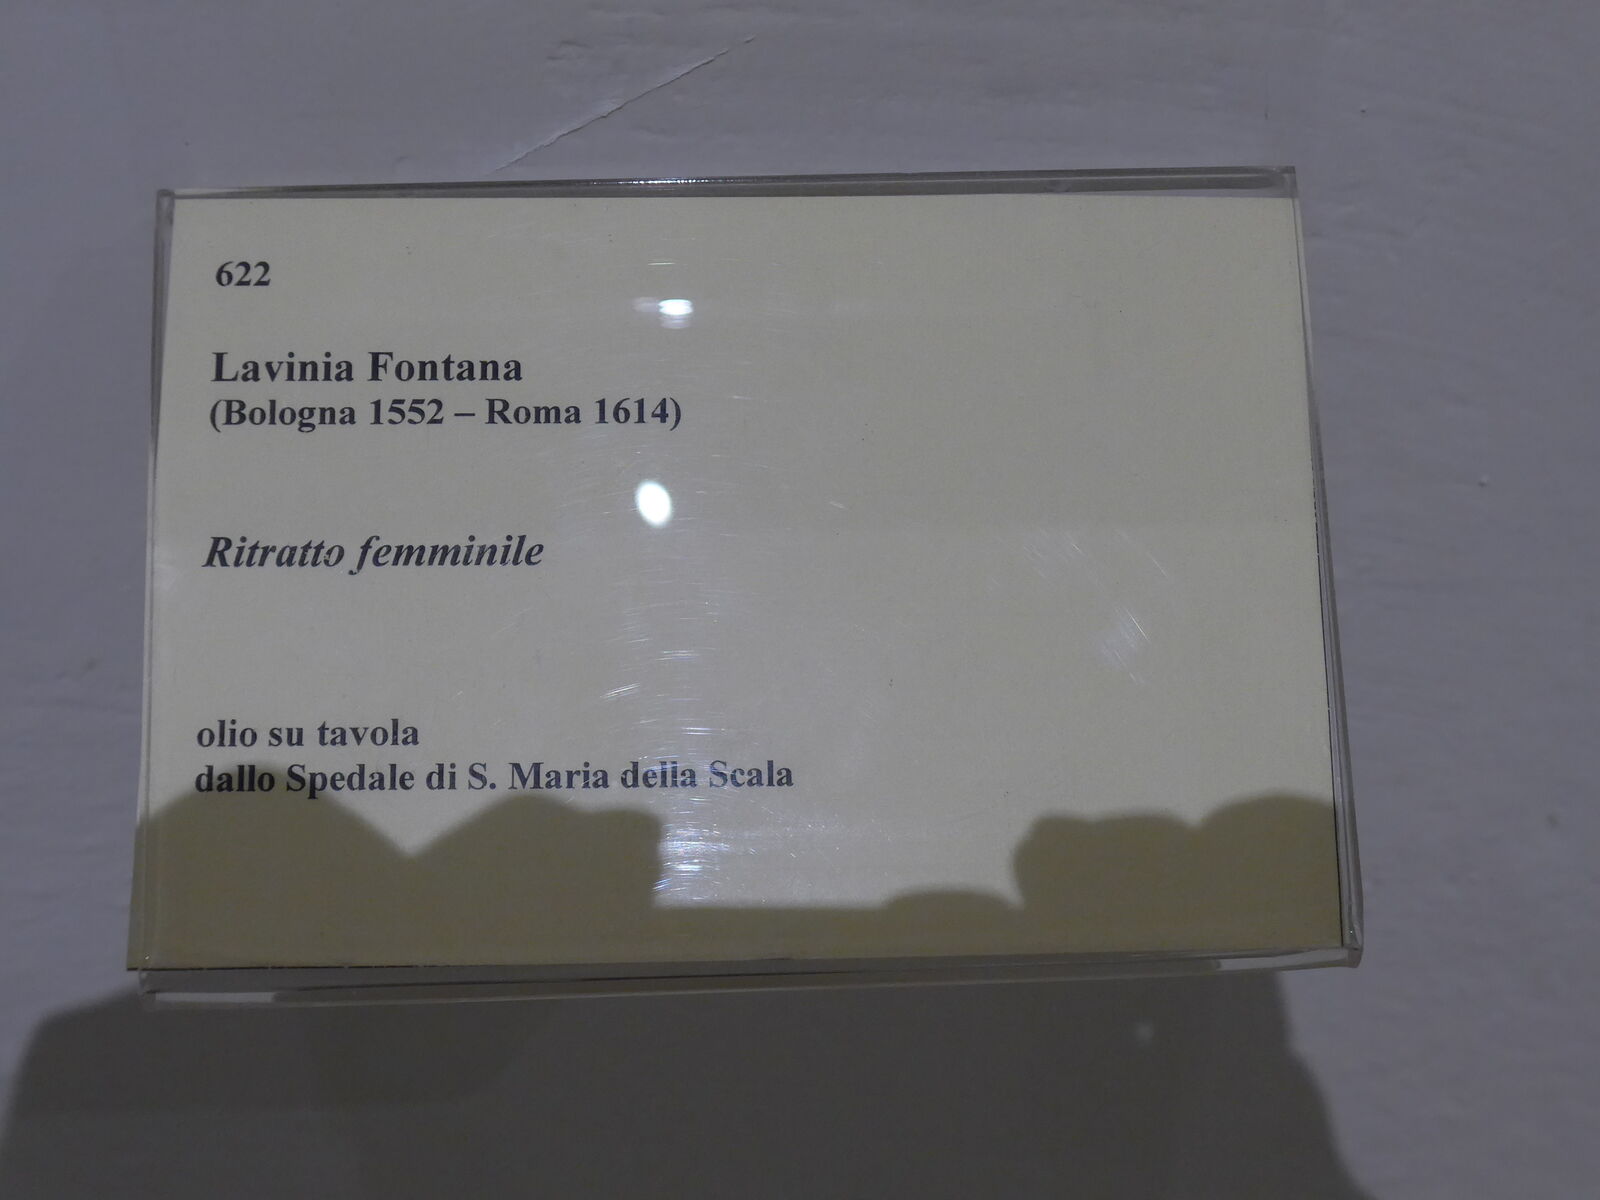 622
Lavinia Fontana
(Bologna 1552 – Roma 1614)
Ritratto femminile
olio su tavola
dallo Spedale di S. Maria della Scala